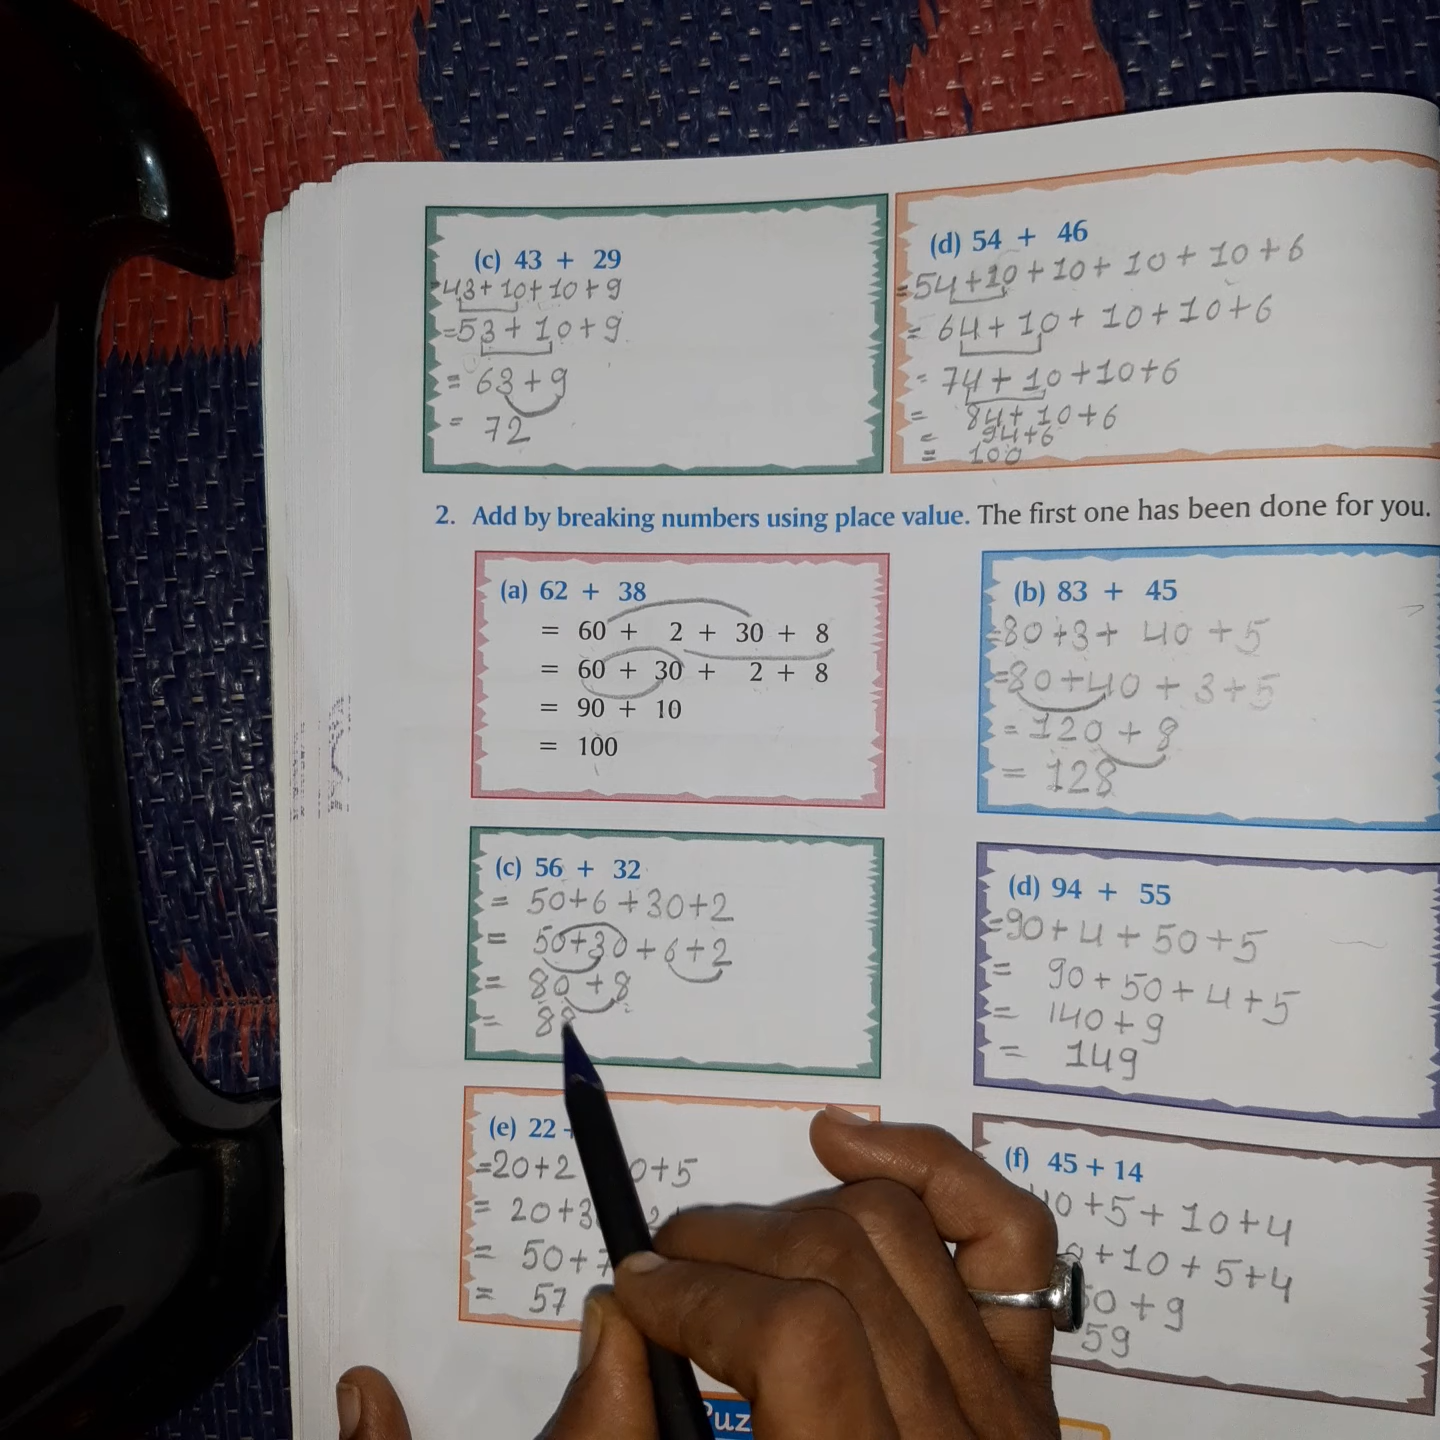 (c) 43 + 29
43+10+10+9
=53+10+9
= 63+9
= 72
(d) 54 + 46
=54+10+10+10+10+6
= 64+10+10+10+6
= 74+10+10+6
= 84+10+6
= 94+6
= 100
2. Add by breaking numbers using place value. The first one has been done for you.
(a) 62 + 38
= 60 + 2 + 30 + 8
= 60 + 30 + 2 + 8
= 90 + 10
= 100
(b) 83 + 45
=80+3+ 40+5
=80+40+3+5
=120+8
= 128
(c) 56 + 32
= 50+6+30+2
= 50+30+6+2
= 80+8
= 88
(d) 94 + 55
=90+4+50+5
= 90+50+4+5
= 140+9
= 149
(e) 22
=20+2 0+5
= 20+3 2
= 50+7
= 57
(f) 45 + 14
40+5+10+4
+10+5+4
50+9
59
Puz